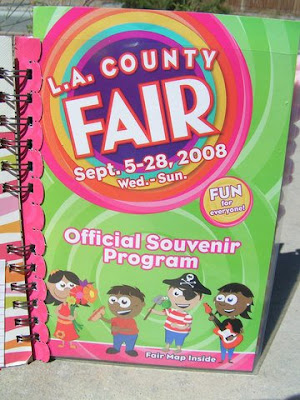 L.A. COUNTY
FAIR
Sept. 5-28, 2008
Wed.-Sun.
FUN
for
everyone!
Official Souvenir
Program
Fair Map Inside